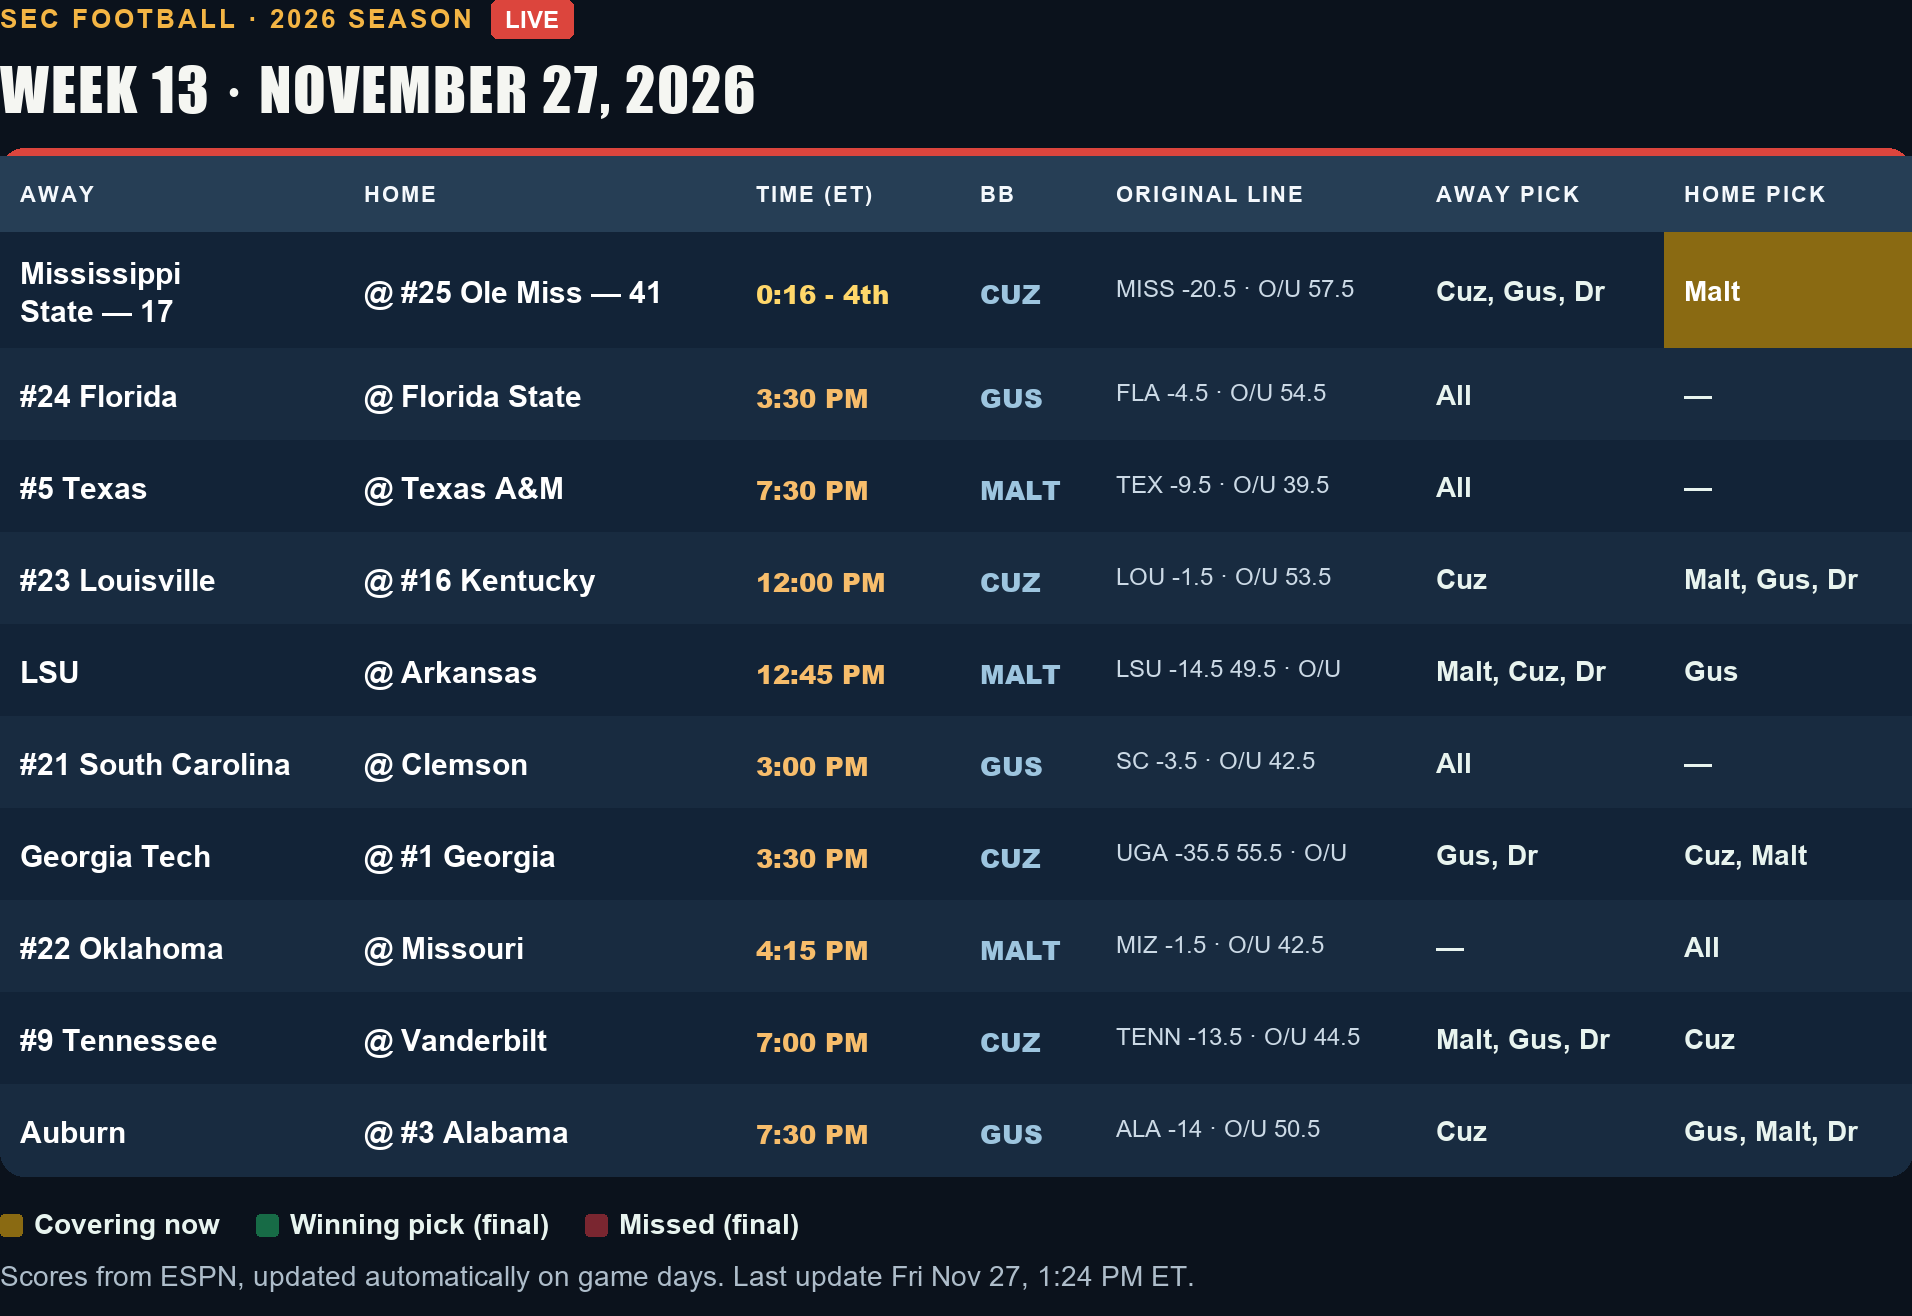 SEC FOOTBALL · 2026 SEASON LIVE
WEEK 13 · NOVEMBER 27, 2026
AWAY HOME TIME (ET) BB ORIGINAL LINE AWAY PICK HOME PICK
Mississippi State — 17 @ #25 Ole Miss — 41 0:16 - 4th CUZ MISS -20.5 · O/U 57.5 Cuz, Gus, Dr Malt
#24 Florida @ Florida State 3:30 PM GUS FLA -4.5 · O/U 54.5 All —
#5 Texas @ Texas A&M 7:30 PM MALT TEX -9.5 · O/U 39.5 All —
#23 Louisville @ #16 Kentucky 12:00 PM CUZ LOU -1.5 · O/U 53.5 Cuz Malt, Gus, Dr
LSU @ Arkansas 12:45 PM MALT LSU -14.5 49.5 · O/U Malt, Cuz, Dr Gus
#21 South Carolina @ Clemson 3:00 PM GUS SC -3.5 · O/U 42.5 All —
Georgia Tech @ #1 Georgia 3:30 PM CUZ UGA -35.5 55.5 · O/U Gus, Dr Cuz, Malt
#22 Oklahoma @ Missouri 4:15 PM MALT MIZ -1.5 · O/U 42.5 — All
#9 Tennessee @ Vanderbilt 7:00 PM CUZ TENN -13.5 · O/U 44.5 Malt, Gus, Dr Cuz
Auburn @ #3 Alabama 7:30 PM GUS ALA -14 · O/U 50.5 Cuz Gus, Malt, Dr
Covering now Winning pick (final) Missed (final)
Scores from ESPN, updated automatically on game days. Last update Fri Nov 27, 1:24 PM ET.